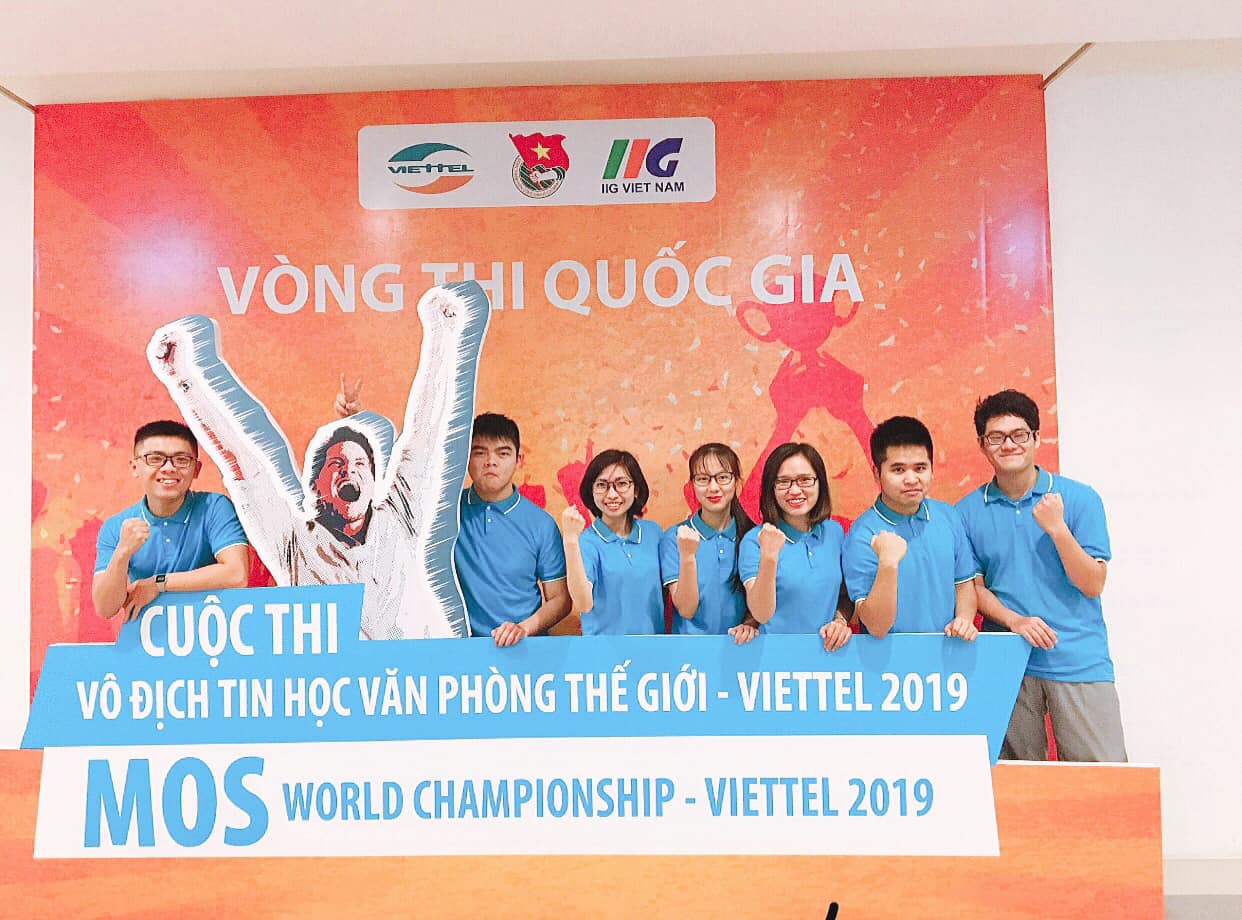 VIETTEL
IIG
IIG VIET NAM
VÒNG THI QUỐC GIA
CUỘC THI
VÔ ĐỊCH TIN HỌC VĂN PHÒNG THẾ GIỚI - VIETTEL 2019
MOS WORLD CHAMPIONSHIP - VIETTEL 2019